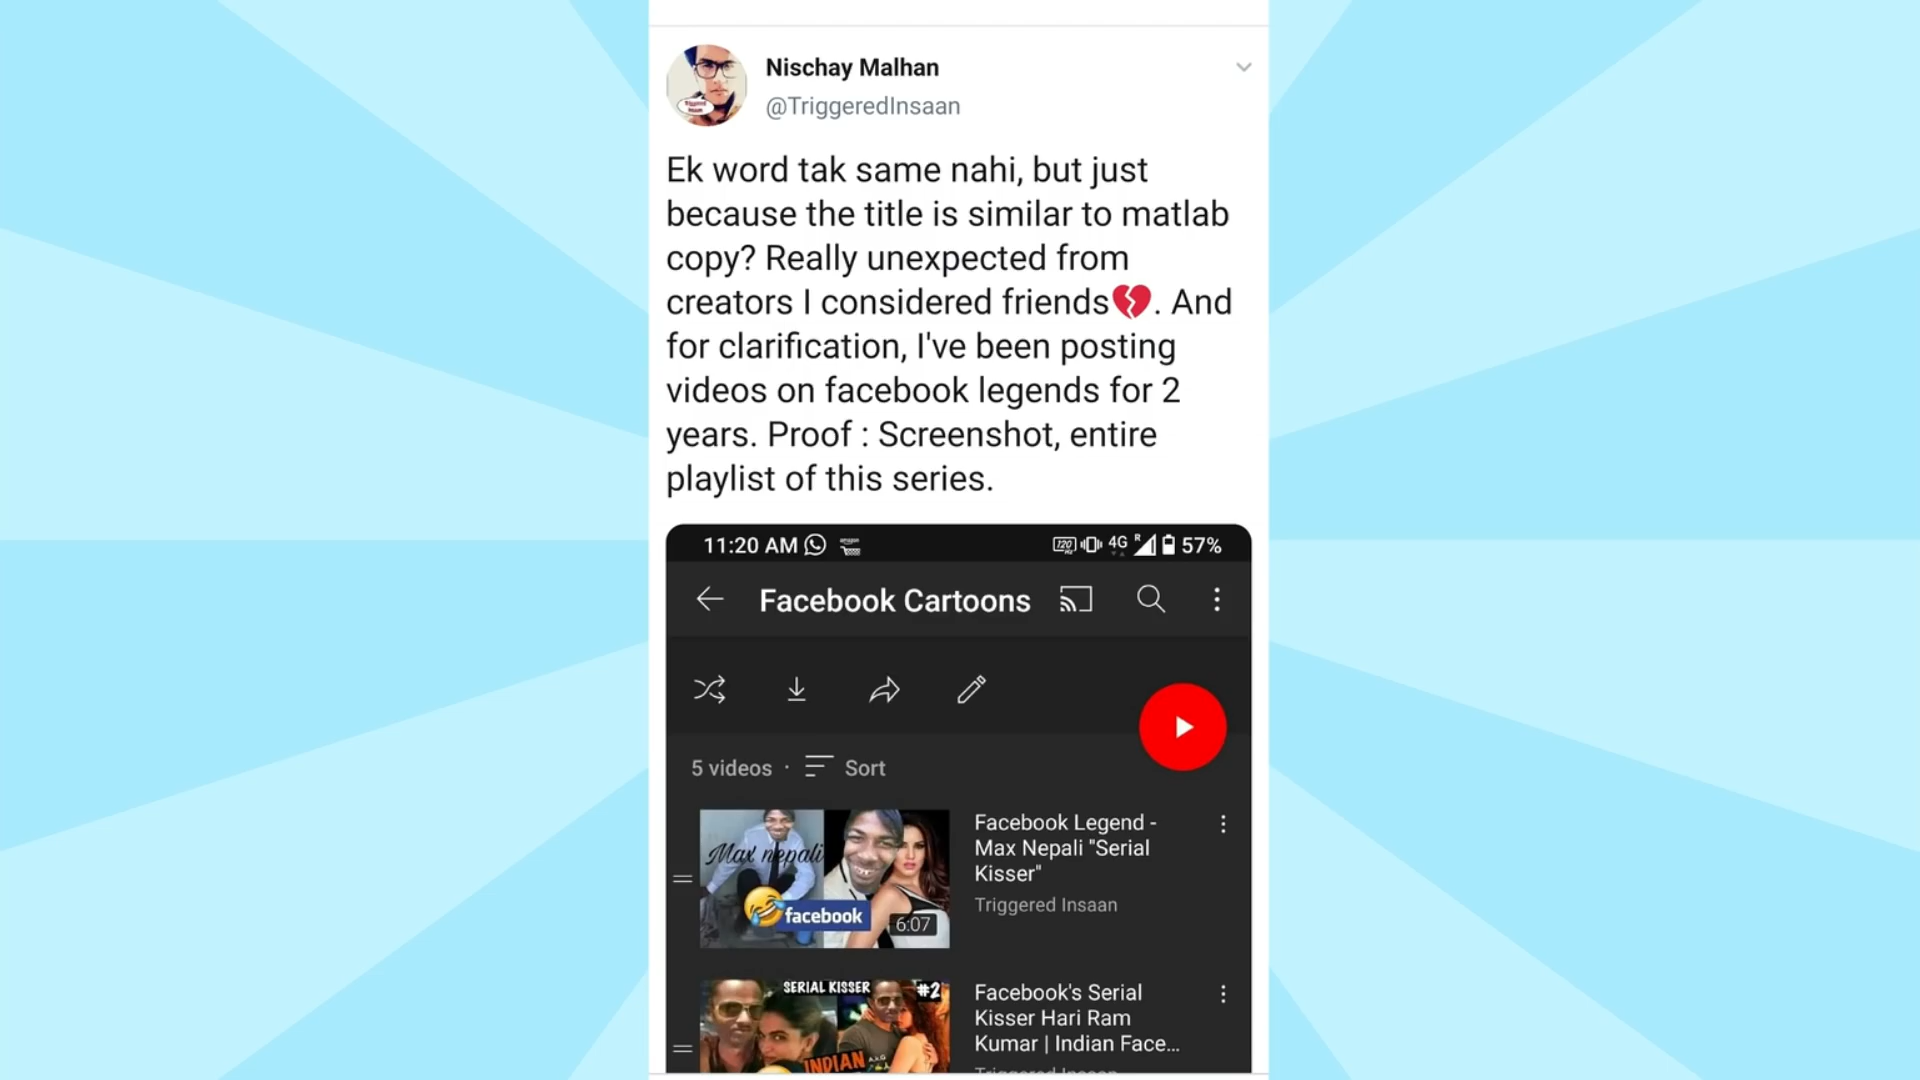 Nischay Malhan
@TriggeredInsaan
Ek word tak same nahi, but just
because the title is similar to matlab
copy? Really unexpected from
creators I considered friends💔. And
for clarification, I've been posting
videos on facebook legends for 2
years. Proof : Screenshot, entire
playlist of this series.
11:20 AM
120
4G
R
57%
Facebook Cartoons
5 videos · Sort
Max nepali
facebook
6:07
Facebook Legend -
Max Nepali "Serial
Kisser"
Triggered Insaan
SERIAL KISSER
#2
INDIAN
Facebook's Serial
Kisser Hari Ram
Kumar | Indian Face...
Triggered Insaan